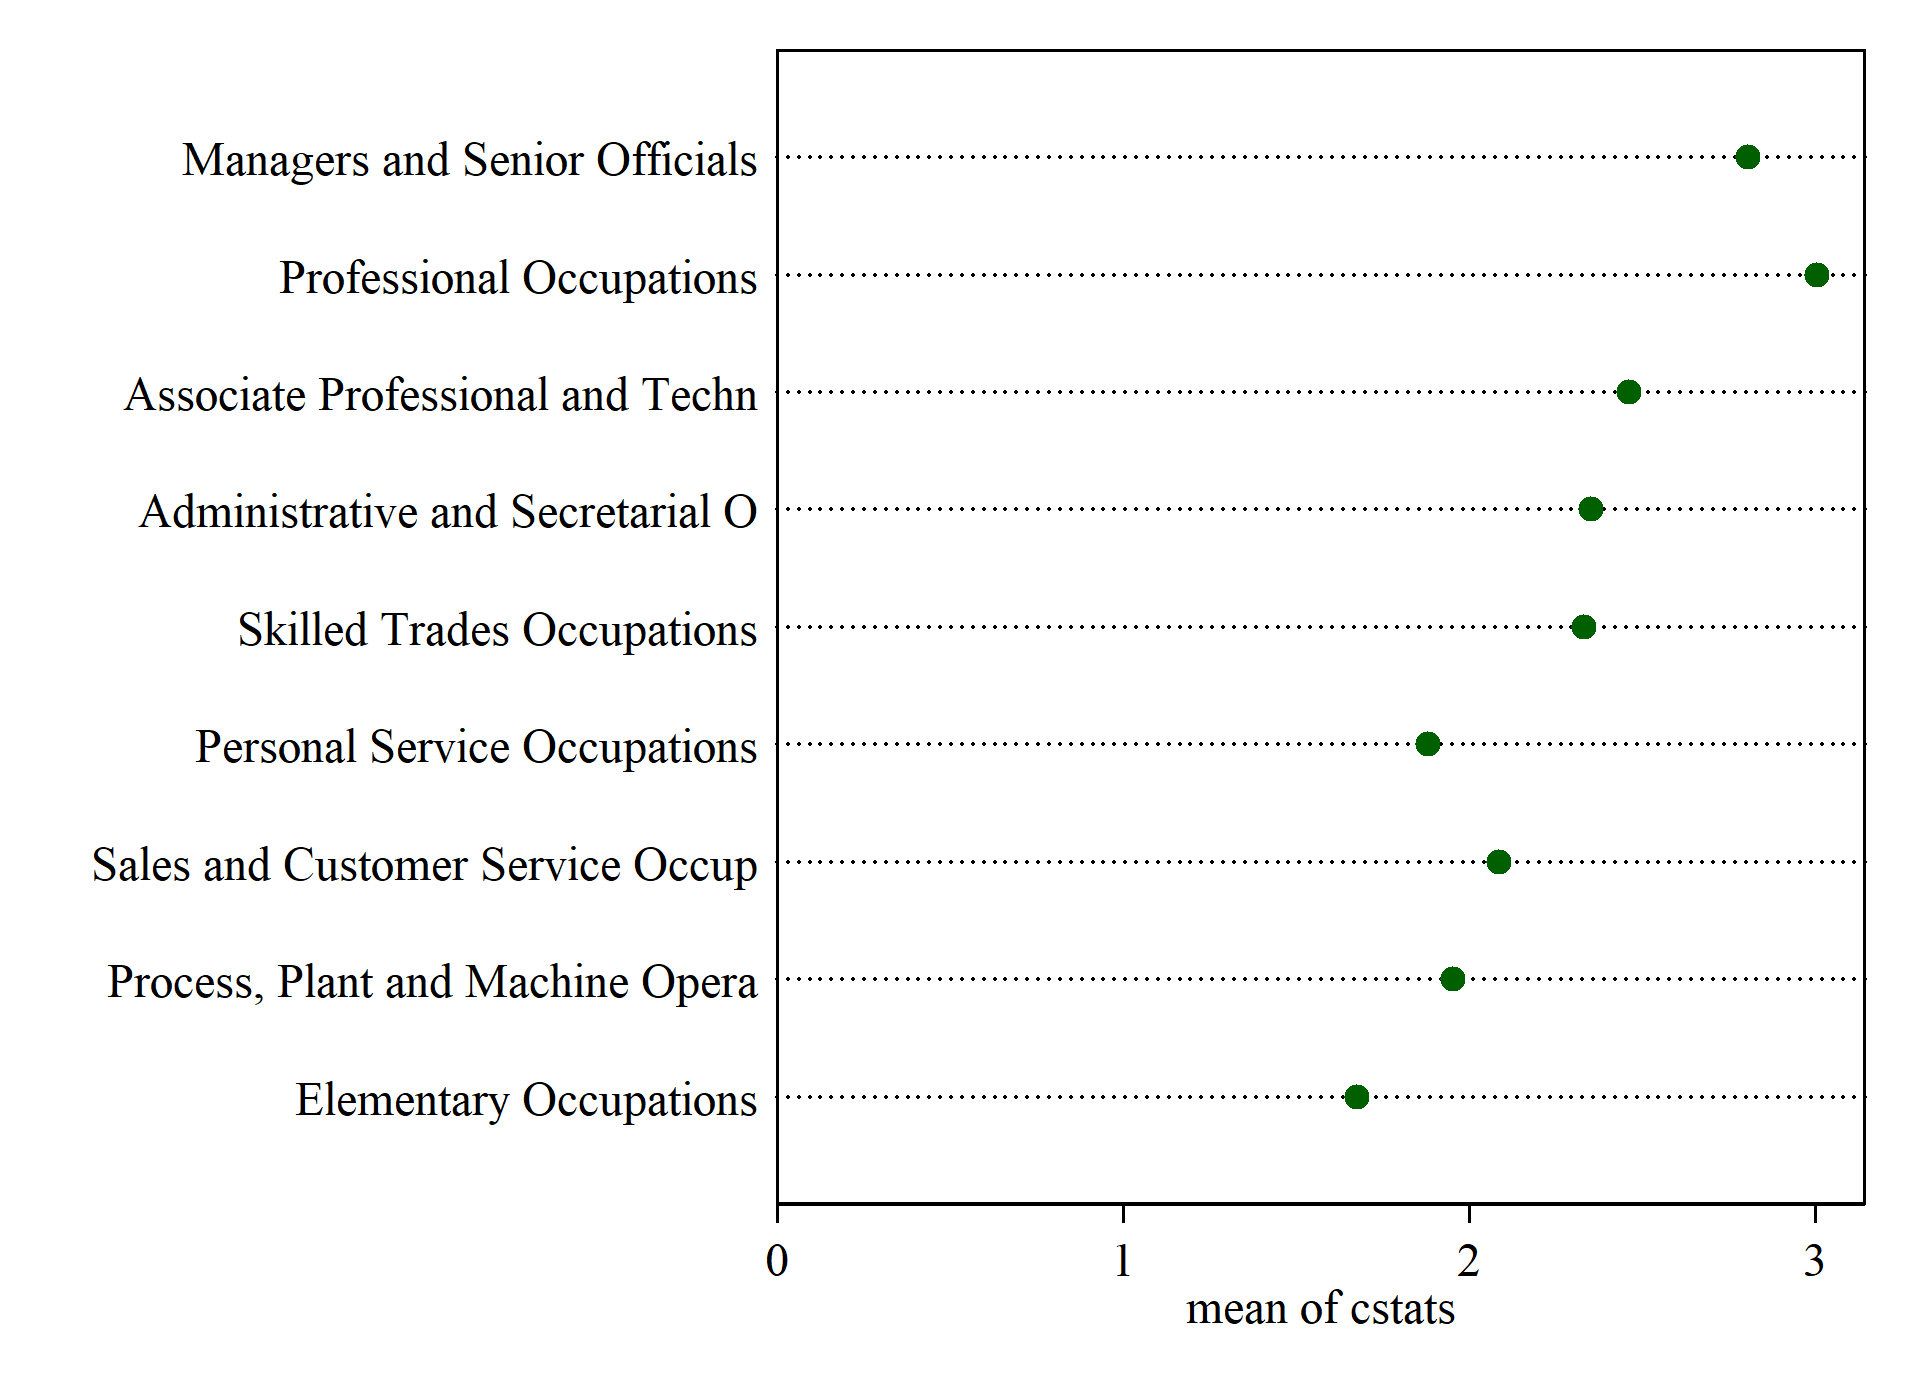 Managers and Senior Officials
Professional Occupations
Associate Professional and Techn
Administrative and Secretarial O
Skilled Trades Occupations
Personal Service Occupations
Sales and Customer Service Occup
Process, Plant and Machine Opera
Elementary Occupations
0 1 2 3
mean of cstats